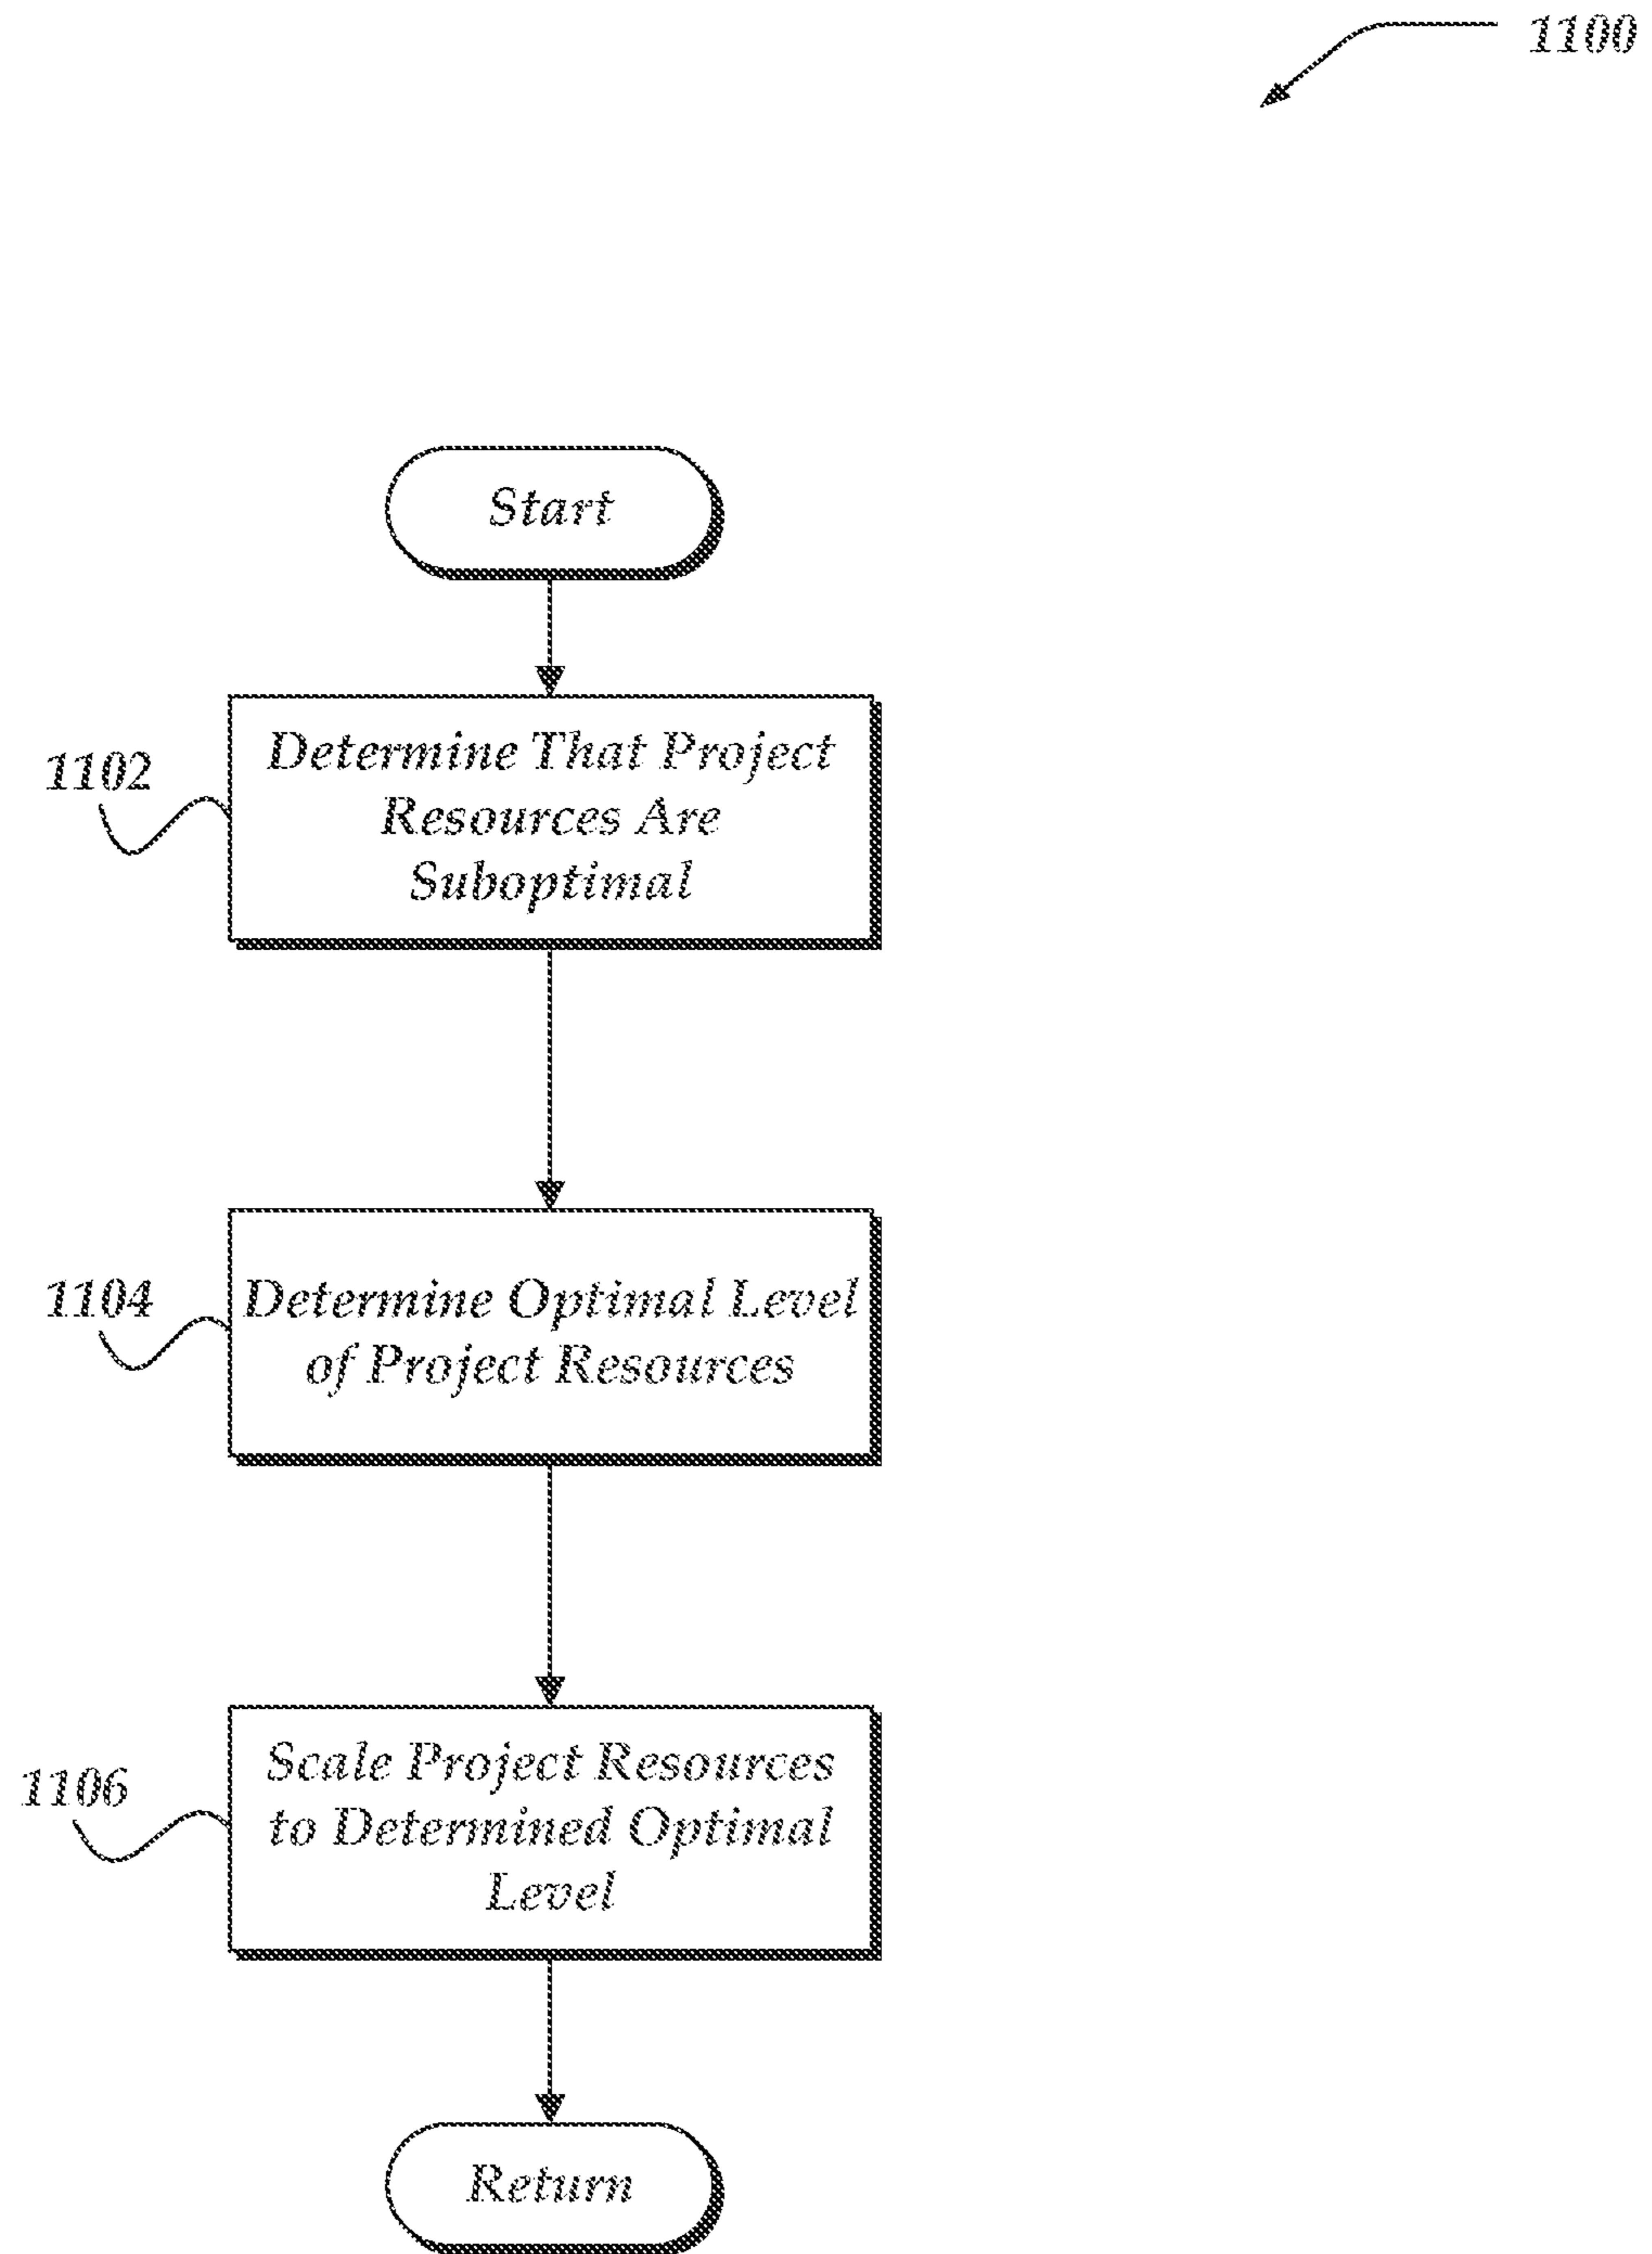 1100
Start
1102
Determine That Project
Resources Are
Suboptimal
1104
Determine Optimal Level
of Project Resources
1106
Scale Project Resources
to Determined Optimal
Level
Return